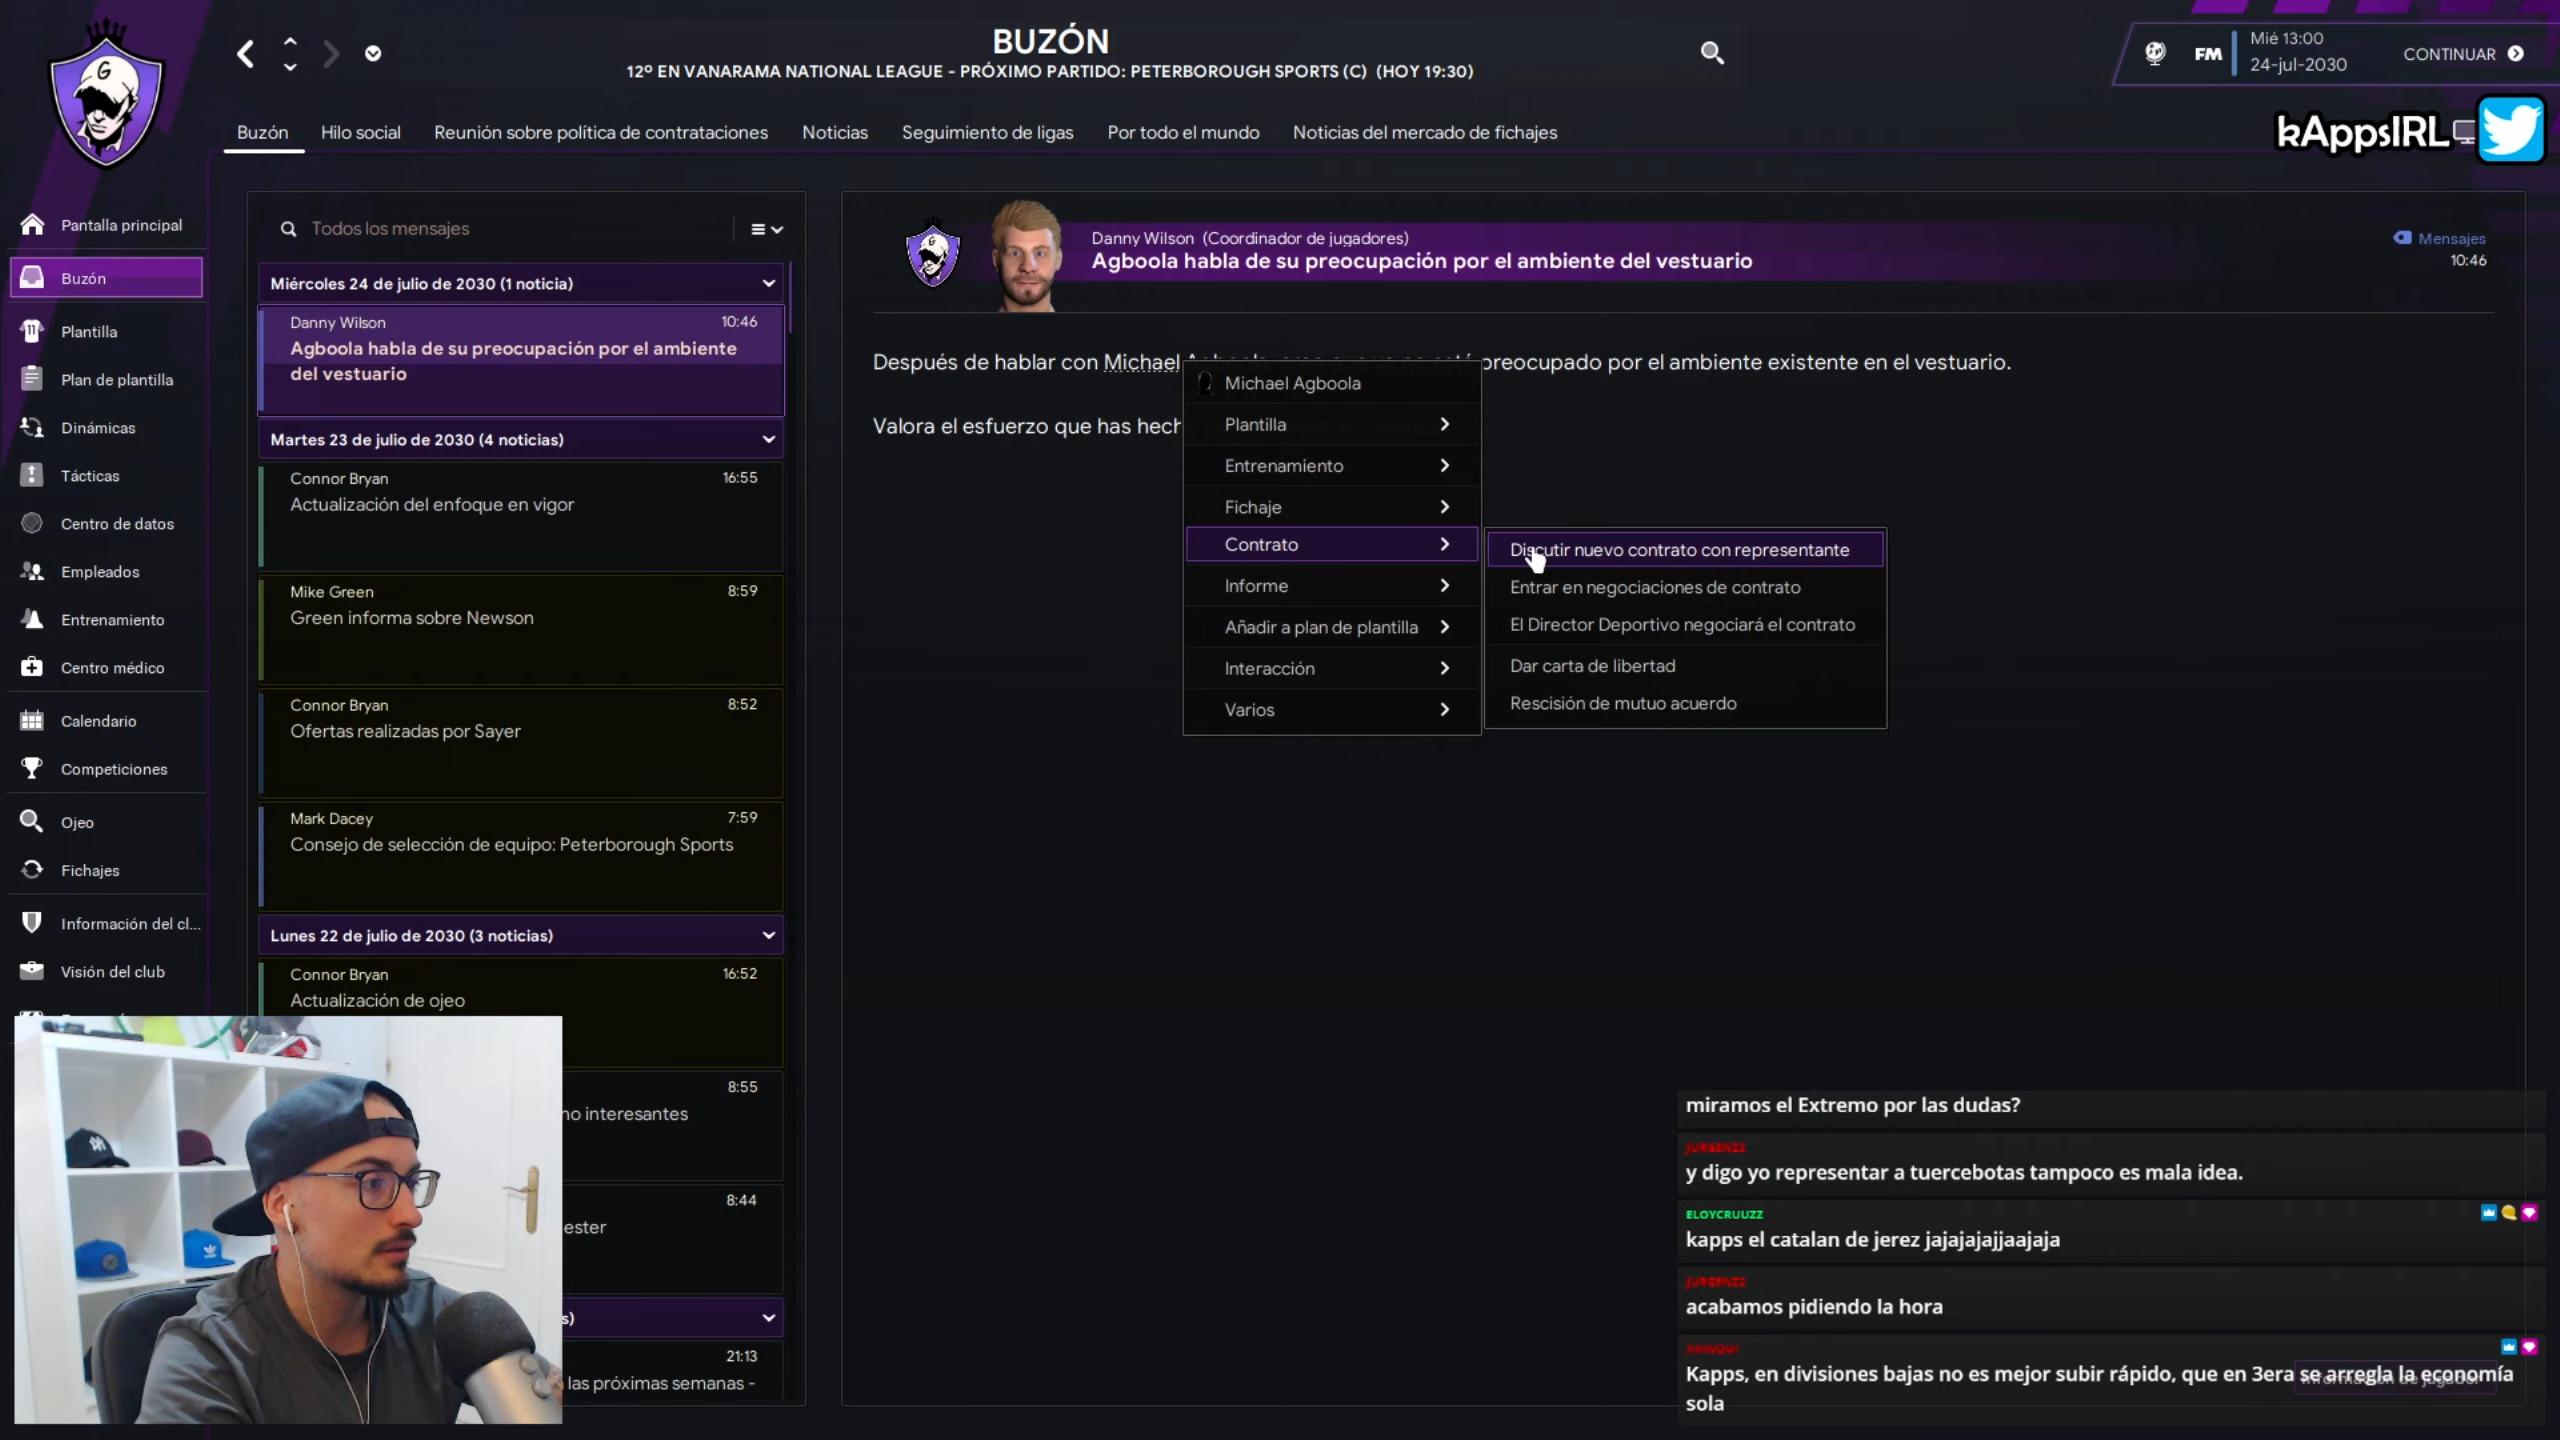 BUZÓN
12º EN VANARAMA NATIONAL LEAGUE - PRÓXIMO PARTIDO: PETERBOROUGH SPORTS (C) (HOY 19:30)
FM
Mié 13:00
24-jul-2030
CONTINUAR
Buzón
Hilo social
Reunión sobre política de contrataciones
Noticias
Seguimiento de ligas
Por todo el mundo
Noticias del mercado de fichajes
kAppsIRL
Pantalla principal
Buzón
Plantilla
Plan de plantilla
Dinámicas
Tácticas
Centro de datos
Empleados
Entrenamiento
Centro médico
Calendario
Competiciones
Ojeo
Fichajes
Información del cl...
Visión del club
Todos los mensajes
Miércoles 24 de julio de 2030 (1 noticia)
Danny Wilson 10:46
Agboola habla de su preocupación por el ambiente
del vestuario
Martes 23 de julio de 2030 (4 noticias)
Connor Bryan 16:55
Actualización del enfoque en vigor
Mike Green 8:59
Green informa sobre Newson
Connor Bryan 8:52
Ofertas realizadas por Sayer
Mark Dacey 7:59
Consejo de selección de equipo: Peterborough Sports
Lunes 22 de julio de 2030 (3 noticias)
Connor Bryan 16:52
Actualización de ojeo
8:55
no interesantes
8:44
ester
s)
21:13
las próximas semanas -
Danny Wilson (Coordinador de jugadores)
Agboola habla de su preocupación por el ambiente del vestuario
Mensajes
10:46
Después de hablar con Michael preocupado por el ambiente existente en el vestuario.
Valora el esfuerzo que has hech
Michael Agboola
Plantilla
Entrenamiento
Fichaje
Contrato
Informe
Añadir a plan de plantilla
Interacción
Varios
Discutir nuevo contrato con representante
Entrar en negociaciones de contrato
El Director Deportivo negociará el contrato
Dar carta de libertad
Rescisión de mutuo acuerdo
miramos el Extremo por las dudas?
JURGENZZ
y digo yo representar a tuercebotas tampoco es mala idea.
ELOYCRUUZZ
kapps el catalan de jerez jajajajajjaajaja
JURGENZZ
acabamos pidiendo la hora
Kapps, en divisiones bajas no es mejor subir rápido, que en 3era se arregla la economía
sola